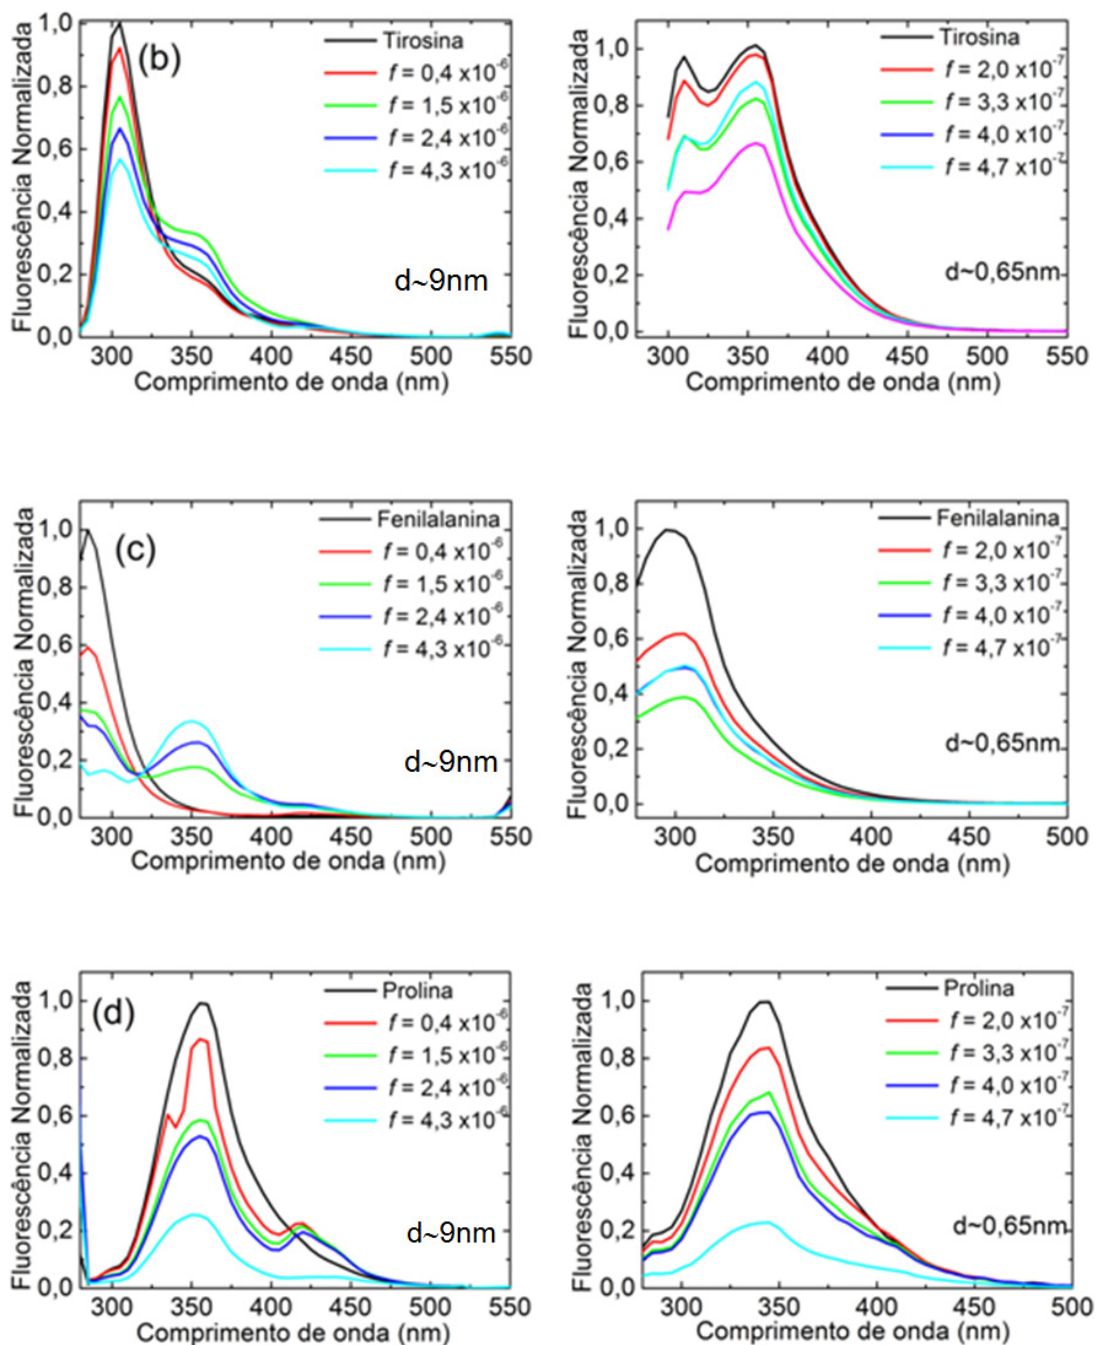 (b)
Fluorescência Normalizada
1,0
0,8
0,6
0,4
0,2
0,0
300 350 400 450 500 550
Comprimento de onda (nm)
Tirosina
f = 0,4 x10⁻⁶
f = 1,5 x10⁻⁶
f = 2,4 x10⁻⁶
f = 4,3 x10⁻⁶
d~9nm
Fluorescência Normalizada
1,0
0,8
0,6
0,4
0,2
0,0
300 350 400 450 500 550
Comprimento de onda (nm)
Tirosina
f = 2,0 x10⁻⁷
f = 3,3 x10⁻⁷
f = 4,0 x10⁻⁷
f = 4,7 x10⁻⁷
d~0,65nm
(c)
Fluorescência Normalizada
1,0
0,8
0,6
0,4
0,2
0,0
300 350 400 450 500 550
Comprimento de onda (nm)
Fenilalanina
f = 0,4 x10⁻⁶
f = 1,5 x10⁻⁶
f = 2,4 x10⁻⁶
f = 4,3 x10⁻⁶
d~9nm
Fluorescência Normalizada
1,0
0,8
0,6
0,4
0,2
0,0
300 350 400 450 500
Comprimento de onda (nm)
Fenilalanina
f = 2,0 x10⁻⁷
f = 3,3 x10⁻⁷
f = 4,0 x10⁻⁷
f = 4,7 x10⁻⁷
d~0,65nm
(d)
Fluorescência Normalizada
1,0
0,8
0,6
0,4
0,2
0,0
300 350 400 450 500 550
Comprimento de onda (nm)
Prolina
f = 0,4 x10⁻⁶
f = 1,5 x10⁻⁶
f = 2,4 x10⁻⁶
f = 4,3 x10⁻⁶
d~9nm
Fluorescência Normalizada
1,0
0,8
0,6
0,4
0,2
0,0
300 350 400 450 500
Comprimento de onda (nm)
Prolina
f = 2,0 x10⁻⁷
f = 3,3 x10⁻⁷
f = 4,0 x10⁻⁷
f = 4,7 x10⁻⁷
d~0,65nm